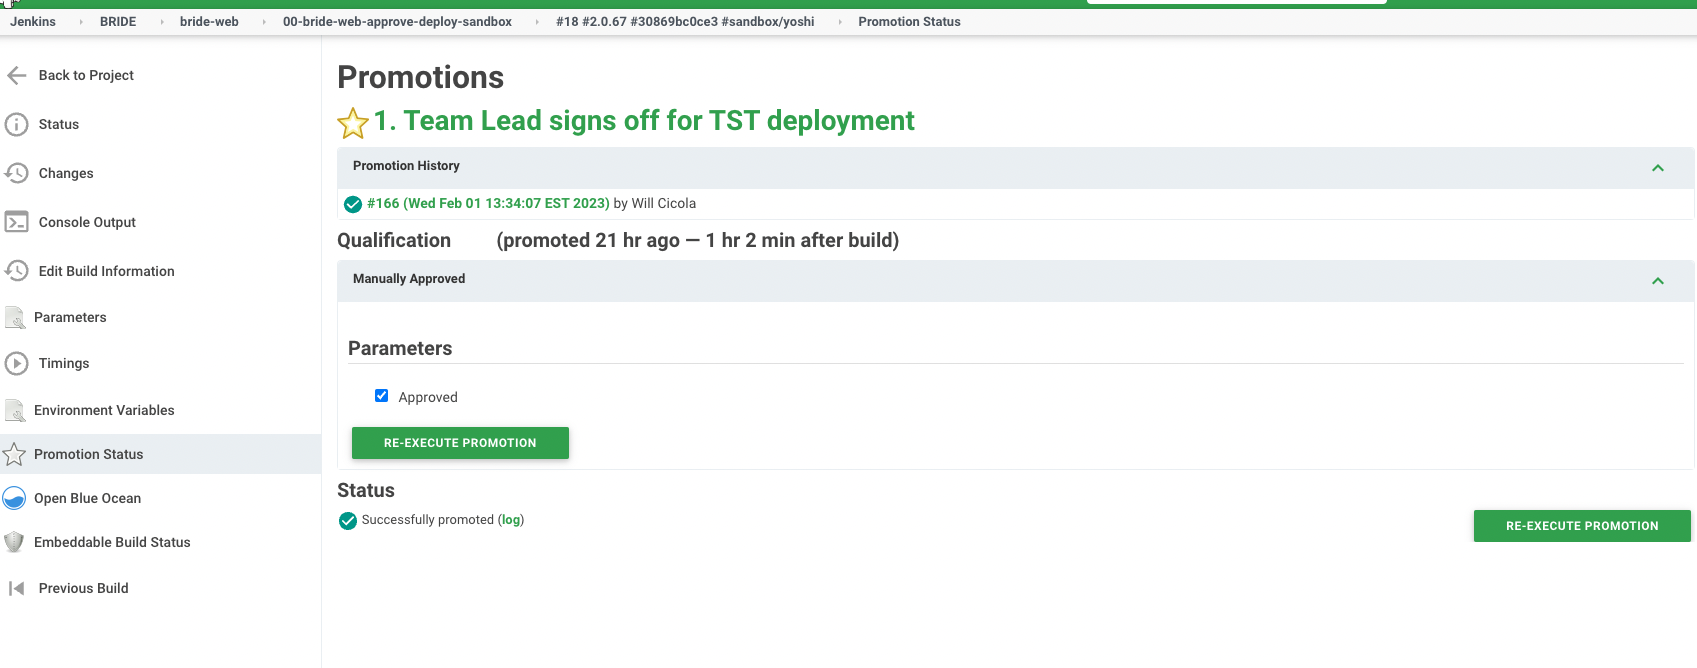 Jenkins BRIDE bride-web 00-bride-web-approve-deploy-sandbox #18 #2.0.67 #30869bc0ce3 #sandbox/yoshi Promotion Status
Back to Project
Status
Changes
Console Output
Edit Build Information
Parameters
Timings
Environment Variables
Promotion Status
Open Blue Ocean
Embeddable Build Status
Previous Build
Promotions
1. Team Lead signs off for TST deployment
Promotion History
#166 (Wed Feb 01 13:34:07 EST 2023) by Will Cicola
Qualification (promoted 21 hr ago — 1 hr 2 min after build)
Manually Approved
Parameters
Approved
RE-EXECUTE PROMOTION
Status
Successfully promoted (log)
RE-EXECUTE PROMOTION